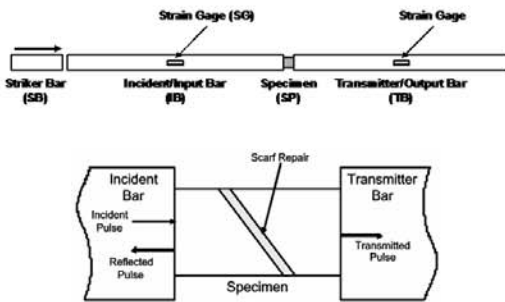 Strain Gage (SG)
Strain Gage
Striker Bar
(SB)
Incident/Input Bar
(IB)
Specimen
(SP)
Transmitter/Output Bar
(TB)
Scarf Repair
Incident
Bar
Transmitter
Bar
Incident
Pulse
Reflected
Pulse
Transmitted
Pulse
Specimen